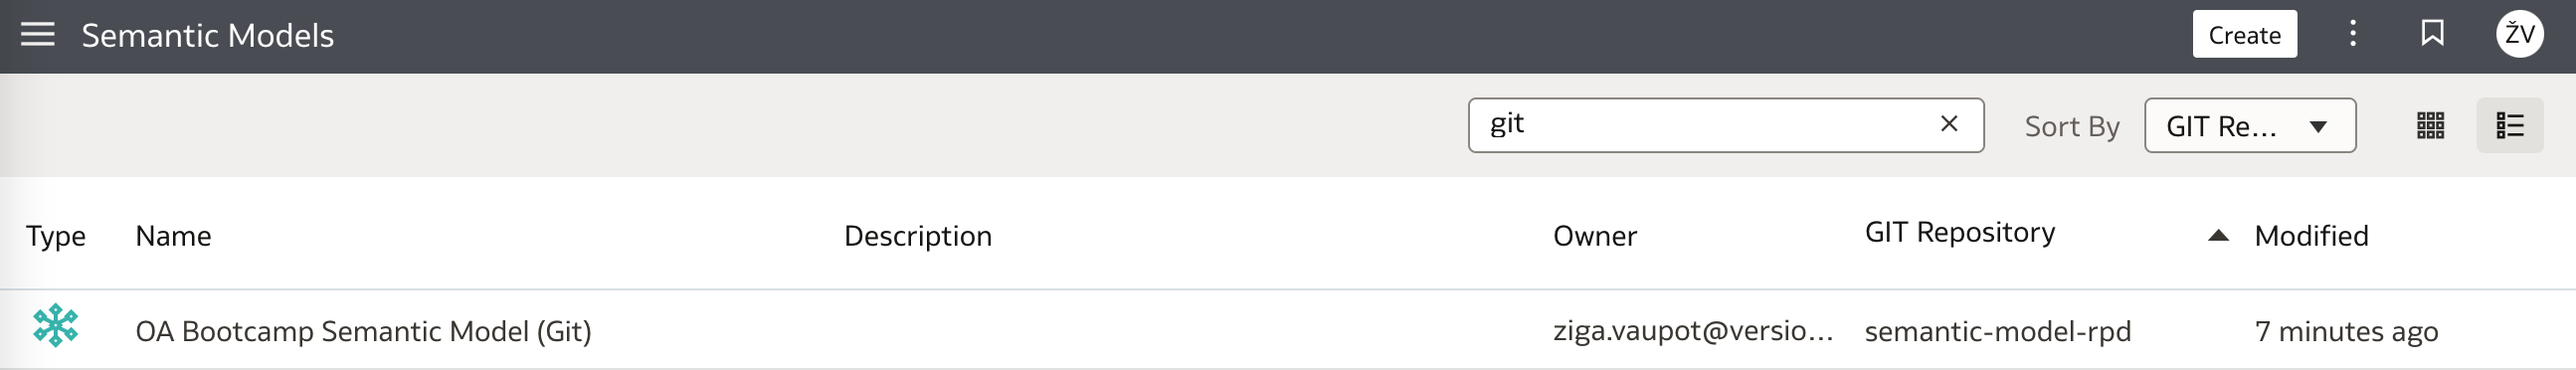 Semantic Models Create ŽV
git Sort By GIT Re...
Type Name Description Owner GIT Repository Modified
OA Bootcamp Semantic Model (Git) ziga.vaupot@versio... semantic-model-rpd 7 minutes ago